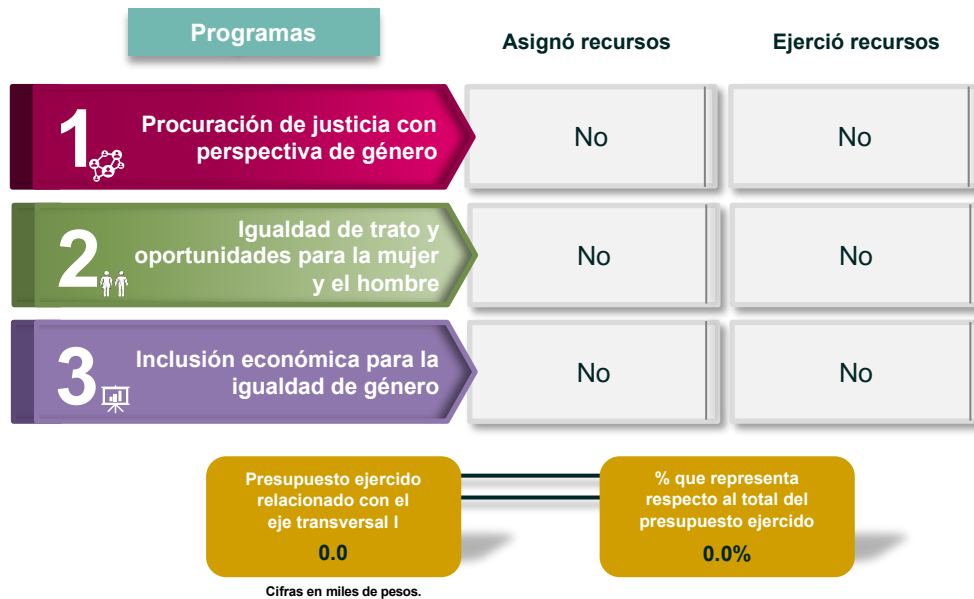 Programas
Asignó recursos
Ejerció recursos
1
Procuración de justicia con
perspectiva de género
No
No
2
Igualdad de trato y
oportunidades para la mujer
y el hombre
No
No
3
Inclusión económica para la
igualdad de género
No
No
Presupuesto ejercido
relacionado con el
eje transversal I
0.0
% que representa
respecto al total del
presupuesto ejercido
0.0%
Cifras en miles de pesos.